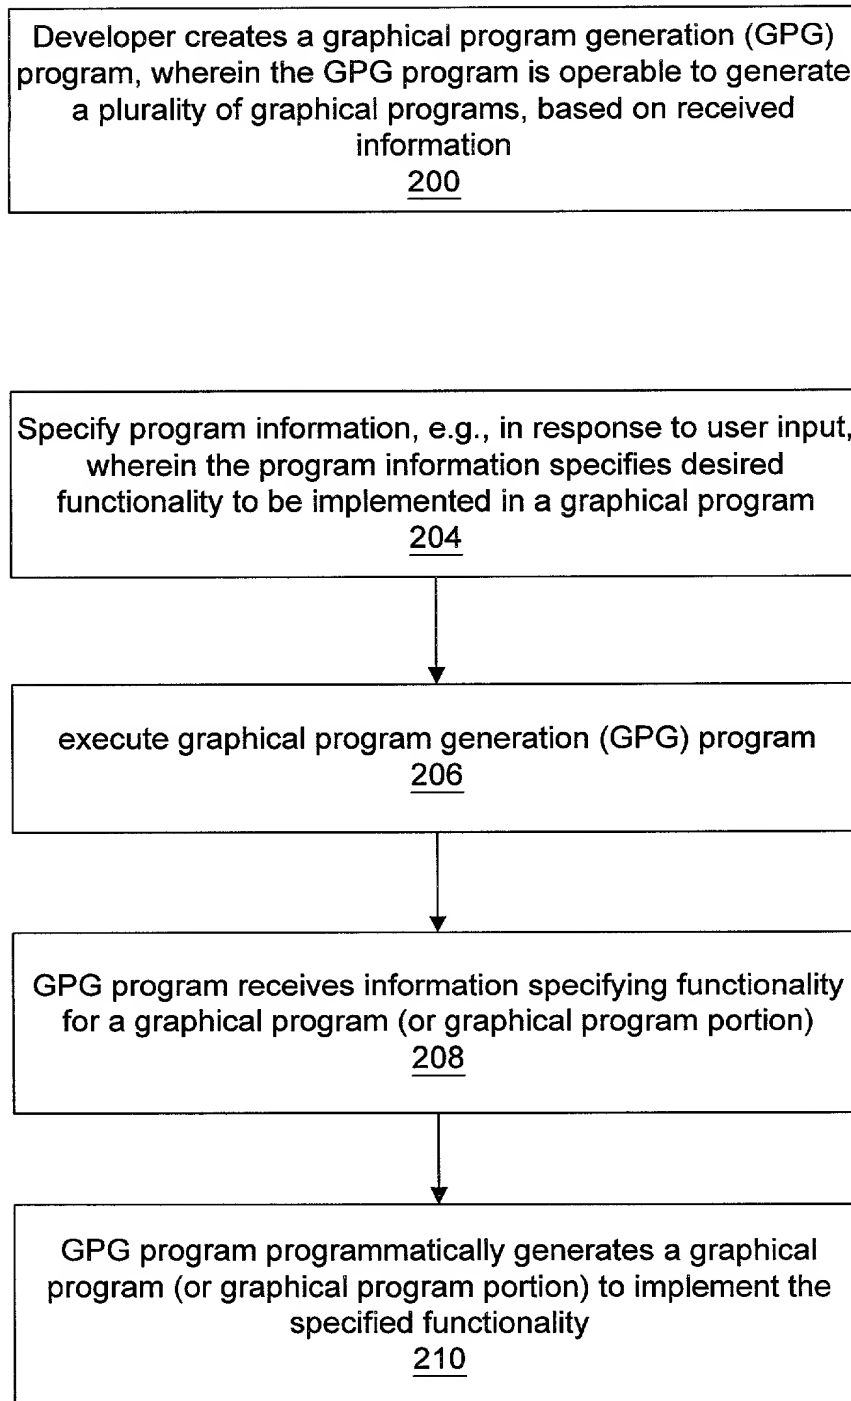 Developer creates a graphical program generation (GPG)
program, wherein the GPG program is operable to generate
a plurality of graphical programs, based on received
information
200
Specify program information, e.g., in response to user input,
wherein the program information specifies desired
functionality to be implemented in a graphical program
204
execute graphical program generation (GPG) program
206
GPG program receives information specifying functionality
for a graphical program (or graphical program portion)
208
GPG program programmatically generates a graphical
program (or graphical program portion) to implement the
specified functionality
210